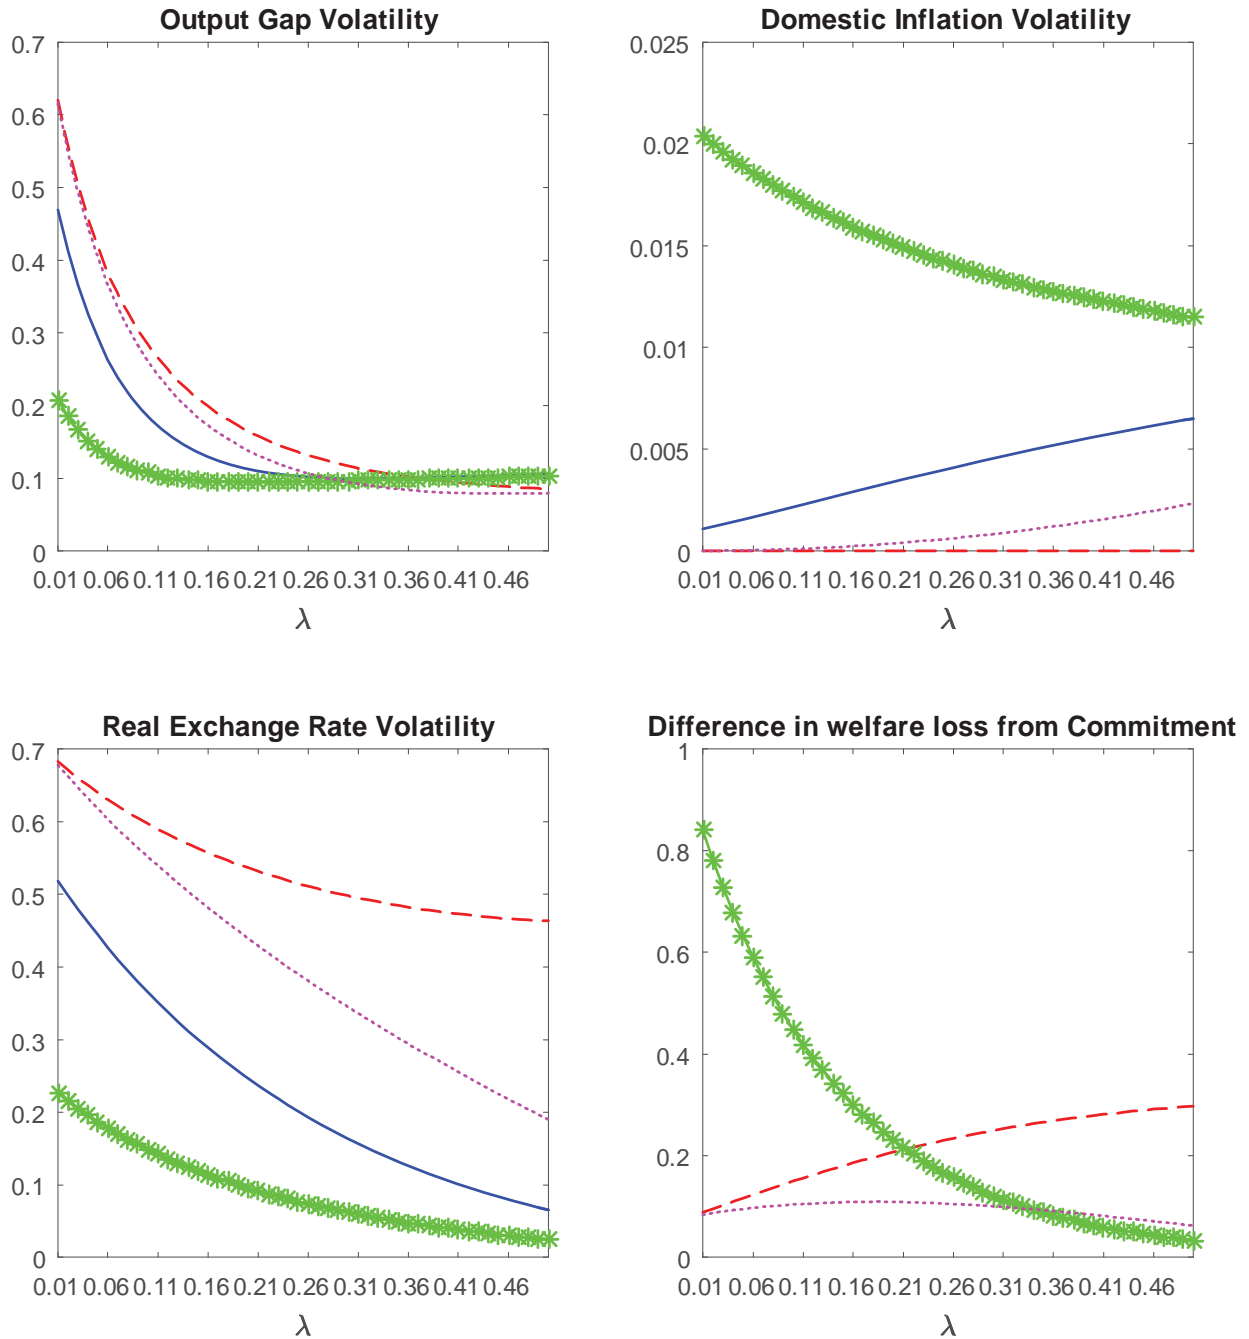 Output Gap Volatility
0.7
0.6
0.5
0.4
0.3
0.2
0.1
0
0.01 0.06 0.11 0.16 0.21 0.26 0.31 0.36 0.41 0.46
λ
Domestic Inflation Volatility
0.025
0.02
0.015
0.01
0.005
0
0.01 0.06 0.11 0.16 0.21 0.26 0.31 0.36 0.41 0.46
λ
Real Exchange Rate Volatility
0.7
0.6
0.5
0.4
0.3
0.2
0.1
0
0.01 0.06 0.11 0.16 0.21 0.26 0.31 0.36 0.41 0.46
λ
Difference in welfare loss from Commitment
1
0.8
0.6
0.4
0.2
0
0.01 0.06 0.11 0.16 0.21 0.26 0.31 0.36 0.41 0.46
λ